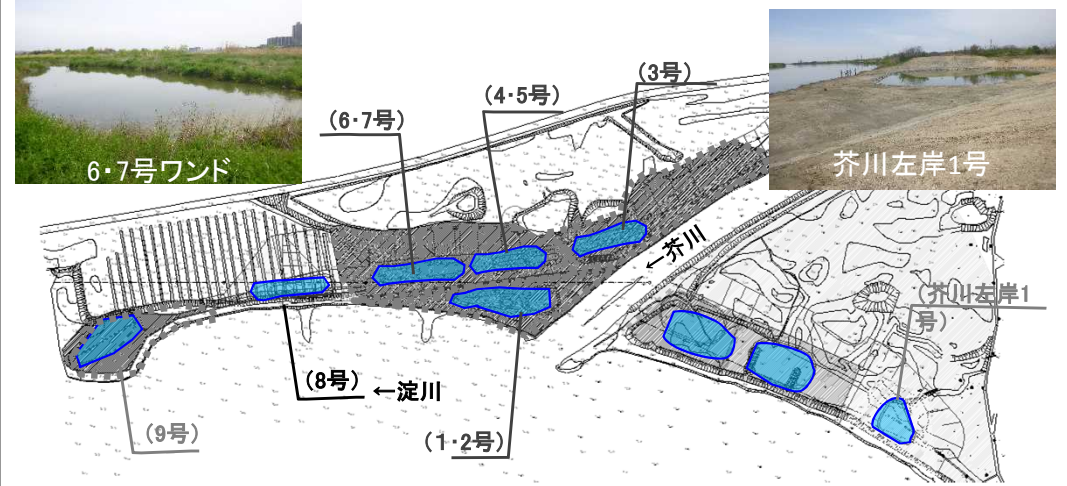 (3号)
(4・5号)
(6・7号)
6・7号ワンド
芥川左岸1号
←芥川
(芥川左岸1
号)
(8号)
←淀川
(9号)
(1・2号)